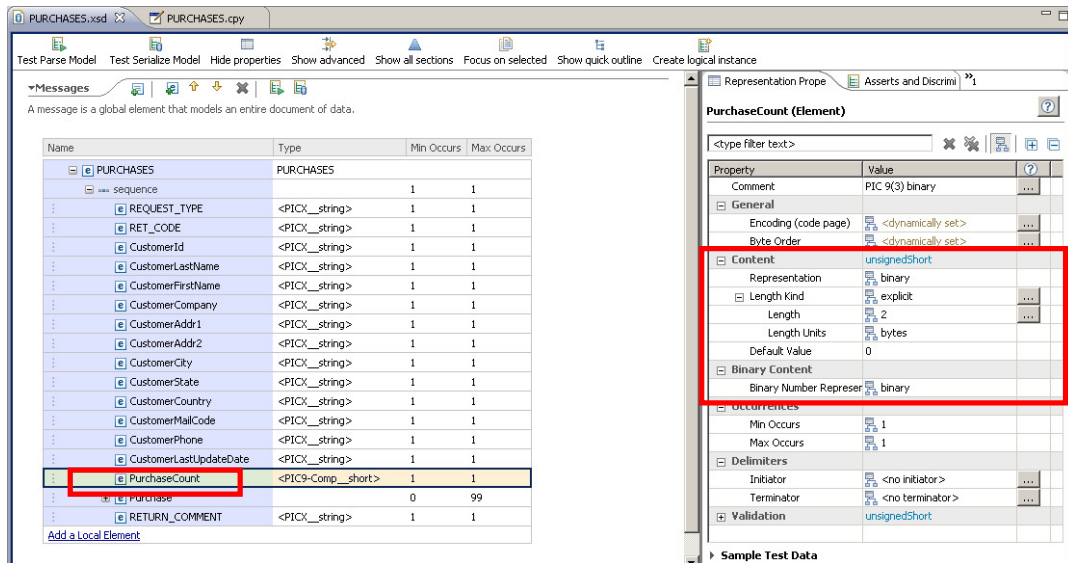 PURCHASES.xsd PURCHASES.cpy
Test Parse Model Test Serialize Model Hide properties Show advanced Show all sections Focus on selected Show quick outline Create logical instance
Messages
A message is a global element that models an entire document of data.
Name Type Min Occurs Max Occurs
e PURCHASES PURCHASES
sequence 1 1
e REQUEST_TYPE <PICX__string> 1 1
e RET_CODE <PICX__string> 1 1
e CustomerId <PICX__string> 1 1
e CustomerLastName <PICX__string> 1 1
e CustomerFirstName <PICX__string> 1 1
e CustomerCompany <PICX__string> 1 1
e CustomerAddr1 <PICX__string> 1 1
e CustomerAddr2 <PICX__string> 1 1
e CustomerCity <PICX__string> 1 1
e CustomerState <PICX__string> 1 1
e CustomerCountry <PICX__string> 1 1
e CustomerMailCode <PICX__string> 1 1
e CustomerPhone <PICX__string> 1 1
e CustomerLastUpdateDate <PICX__string> 1 1
e PurchaseCount <PIC9-Comp__short> 1 1
e Purchase 0 99
e RETURN_COMMENT <PICX__string> 1 1
Add a Local Element
Representation Prope Asserts and Discrimi »1
PurchaseCount (Element) ?
<type filter text>
Property Value ?
Comment PIC 9(3) binary ...
General
Encoding (code page) <dynamically set> ...
Byte Order <dynamically set> ...
Content unsignedShort
Representation binary
Length Kind explicit ...
Length 2 ...
Length Units bytes
Default Value 0
Binary Content
Binary Number Represer binary
Occurrences
Min Occurs 1
Max Occurs 1
Delimiters
Initiator <no initiator> ...
Terminator <no terminator> ...
Validation unsignedShort
Sample Test Data